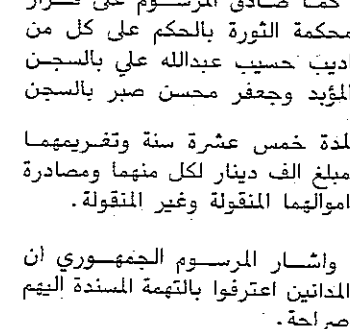 كما صادق المرسوم على قرار
محكمة الثورة بالحكم على كل من
اديب حسيب عبدالله علي بالسجن
المؤبد وجعفر محسن صبر بالسجن
لمدة خمس عشرة سنة وتغريمهما
مبلغ الف دينار لكل منهما ومصادرة
اموالهما المنقولة وغير المنقولة.
واشار المرسوم الجمهوري ان
المدانين اعترفوا بالتهمة المسندة اليهم
صراحة.